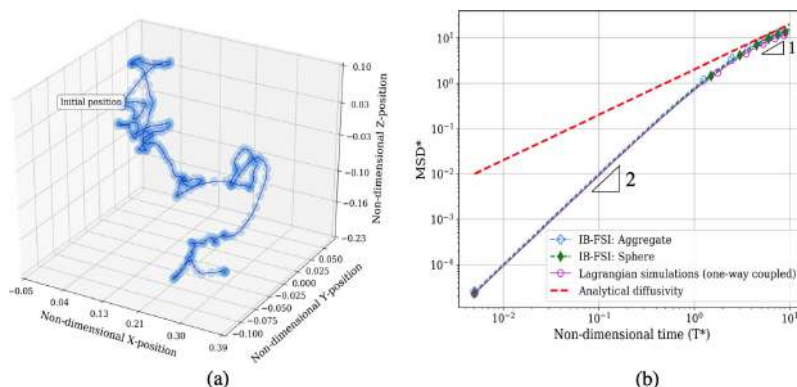 0.10
0.03
-0.03
-0.10
-0.16
-0.23
Non-dimensional Z-position
Initial position
-0.05
0.04
0.13
0.21
0.30
0.39
Non-dimensional X-position
-0.100
-0.075
-0.050
-0.025
0.000
0.025
0.050
Non-dimensional Y-position
(a)
MSD*
10¹
10⁰
10⁻¹
10⁻²
10⁻³
10⁻⁴
1
2
IB-FSI: Aggregate
IB-FSI: Sphere
Lagrangian simulations (one-way coupled)
Analytical diffusivity
10⁻²
10⁻¹
10⁰
10¹
Non-dimensional time (T*)
(b)